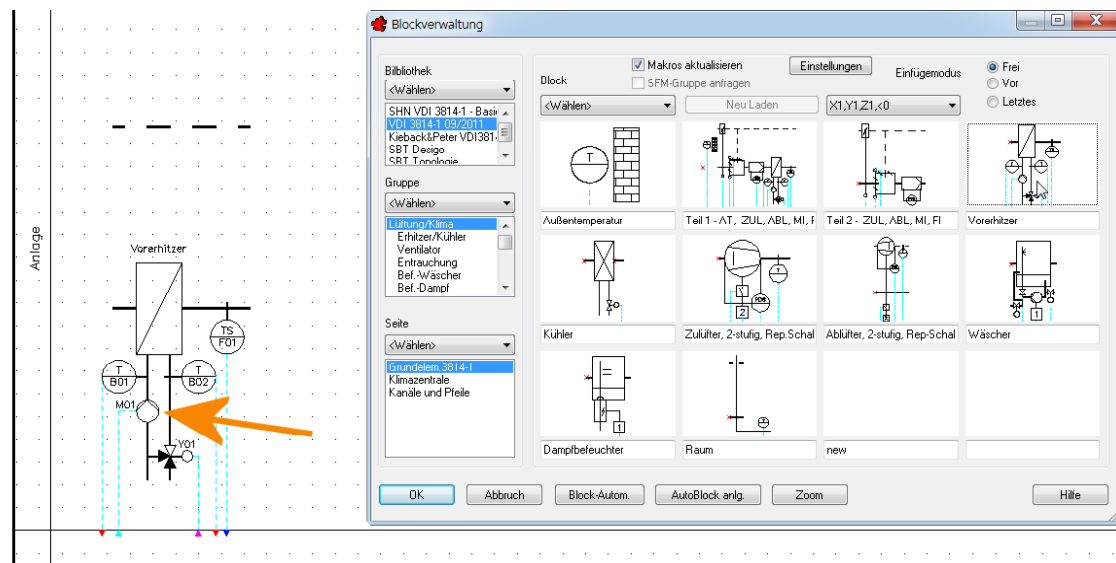 Anlage
Vorerhitzer
TS
F01
T
B01
T
B02
M01
Y01
Blockverwaltung
Bilbliothek
<Wählen>
SHN VDI 3814-1 - Basi
VDI 3814-1 09/2011
Kieback&Peter VDI381
SBT Desigo
SBT Topologie
Gruppe
<Wählen>
Lüftung/Klima
Erhitzer/Kühler
Ventilator
Entrauchung
Bef.-Wäscher
Bef.-Dampf
Seite
<Wählen>
Grundelem.3814-1
Klimazentrale
Kanäle und Pfeile
Block
Makros aktualisieren
SFM-Gruppe anfragen
Einstellungen
Einfügemodus
Frei
Vor
Letztes
<Wählen>
Neu Laden
X1,Y1,Z1,<0
T
Außentemperatur
Teil 1 - AT, ZUL, ABL, MI, F
Teil 2 - ZUL, ABL, MI, FI
Vorerhitzer
2
1
Kühler
Zulüfter, 2-stufig, Rep.Schal
Ablüfter, 2-stufig, Rep-Schal
Wäscher
1
Dampfbefeuchter
Raum
new
OK
Abbruch
Block-Autom.
AutoBlock anlg.
Zoom
Hilfe